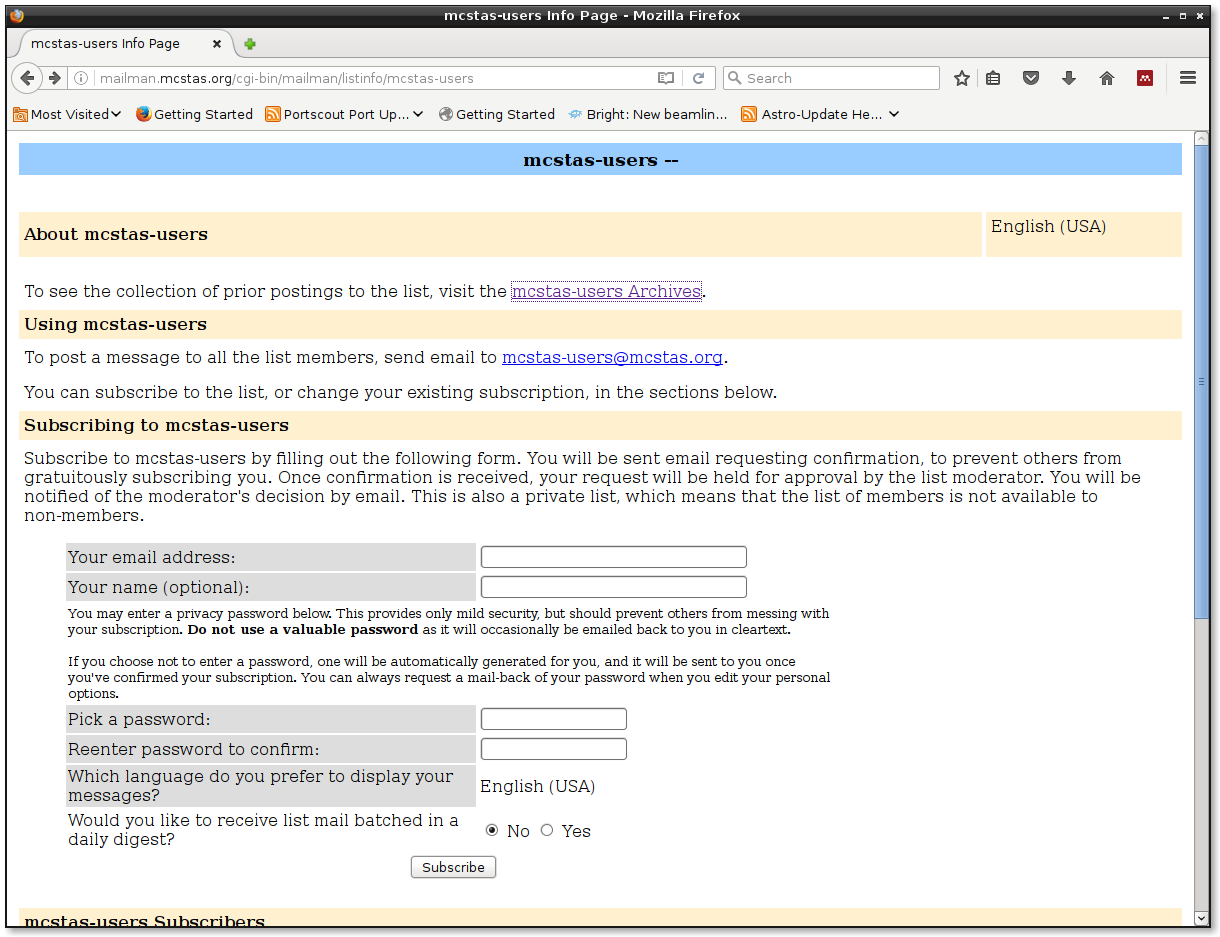 mcstas-users Info Page - Mozilla Firefox
mcstas-users Info Page
mailman.mcstas.org/cgi-bin/mailman/listinfo/mcstas-users
Search
Most Visited
Getting Started
Portscout Port Up...
Getting Started
Bright: New beamlin...
Astro-Update He...
mcstas-users --
About mcstas-users
English (USA)
To see the collection of prior postings to the list, visit the mcstas-users Archives.
Using mcstas-users
To post a message to all the list members, send email to mcstas-users@mcstas.org.
You can subscribe to the list, or change your existing subscription, in the sections below.
Subscribing to mcstas-users
Subscribe to mcstas-users by filling out the following form. You will be sent email requesting confirmation, to prevent others from
gratuitously subscribing you. Once confirmation is received, your request will be held for approval by the list moderator. You will be
notified of the moderator's decision by email. This is also a private list, which means that the list of members is not available to
non-members.
Your email address:
Your name (optional):
You may enter a privacy password below. This provides only mild security, but should prevent others from messing with
your subscription. Do not use a valuable password as it will occasionally be emailed back to you in cleartext.
If you choose not to enter a password, one will be automatically generated for you, and it will be sent to you once
you've confirmed your subscription. You can always request a mail-back of your password when you edit your personal
options.
Pick a password:
Reenter password to confirm:
Which language do you prefer to display your
messages?
English (USA)
Would you like to receive list mail batched in a
daily digest?
No Yes
Subscribe
mcstas-users Subscribers